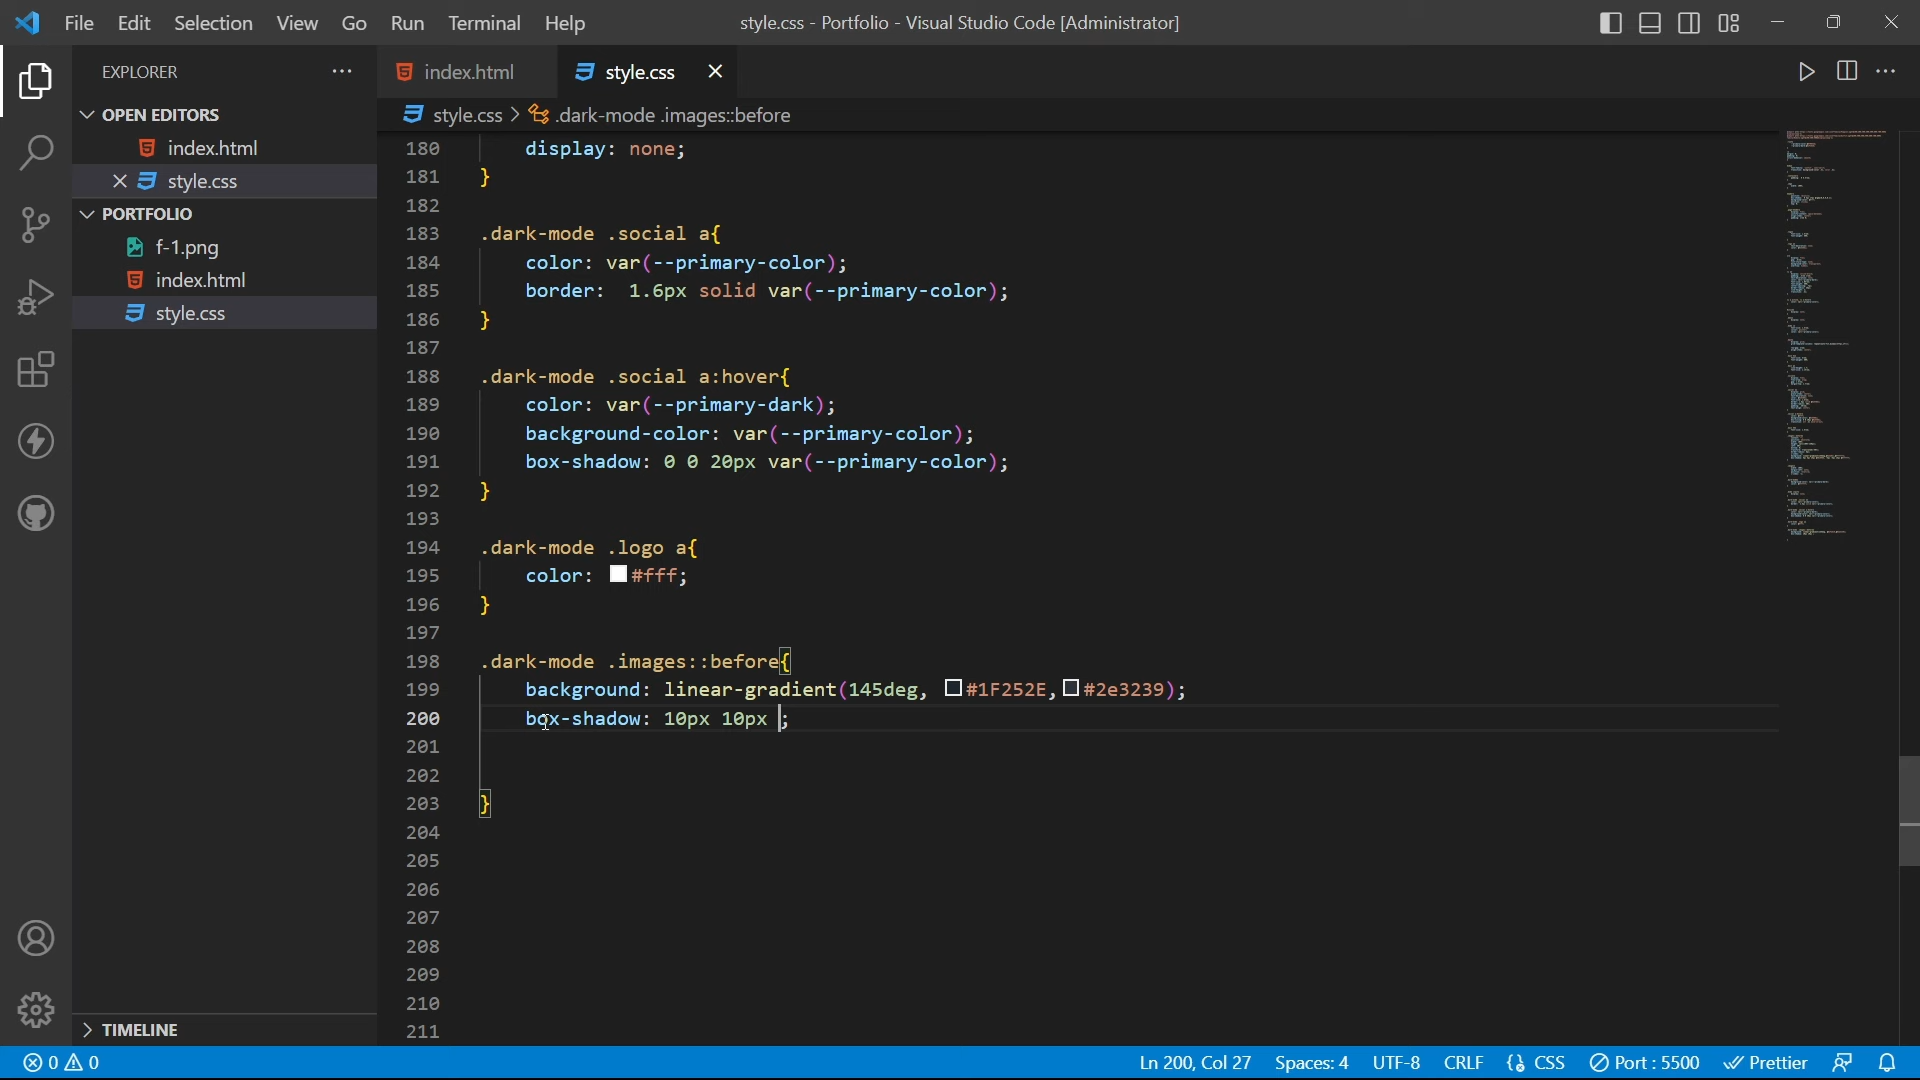 File Edit Selection View Go Run Terminal Help
style.css - Portfolio - Visual Studio Code [Administrator]
EXPLORER
OPEN EDITORS
index.html
style.css
PORTFOLIO
f-1.png
index.html
style.css
TIMELINE
index.html
style.css
style.css > .dark-mode .images::before
180 display: none;
181 }
182
183 .dark-mode .social a{
184 color: var(--primary-color);
185 border: 1.6px solid var(--primary-color);
186 }
187
188 .dark-mode .social a:hover{
189 color: var(--primary-dark);
190 background-color: var(--primary-color);
191 box-shadow: 0 0 20px var(--primary-color);
192 }
193
194 .dark-mode .logo a{
195 color: #fff;
196 }
197
198 .dark-mode .images::before{
199 background: linear-gradient(145deg, #1F252E,#2e3239);
200 box-shadow: 10px 10px ;
201
202
203 }
204
205
206
207
208
209
210
211
0 0
Ln 200, Col 27 Spaces: 4 UTF-8 CRLF CSS Port : 5500 Prettier